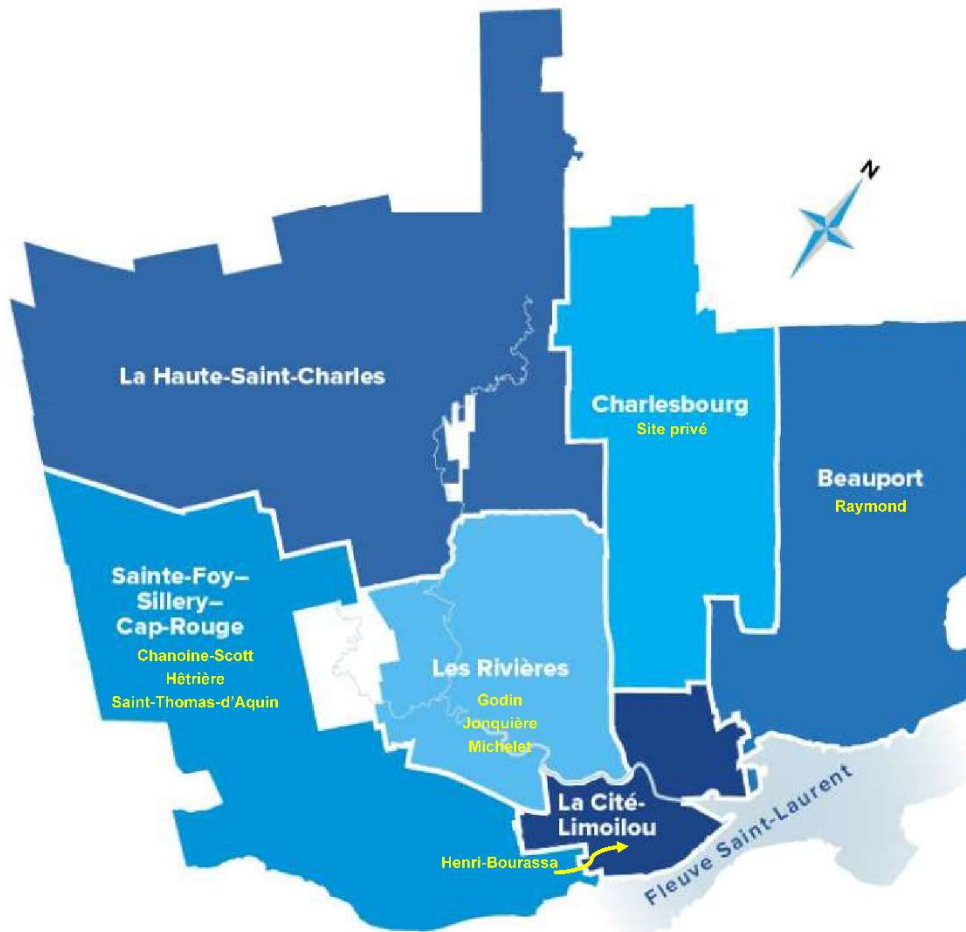 N
La Haute-Saint-Charles
Charlesbourg
Site privé
Beauport
Raymond
Sainte-Foy–
Sillery–
Cap-Rouge
Chanoine-Scott
Hêtrière
Saint-Thomas-d'Aquin
Les Rivières
Godin
Jonquière
Michelet
La Cité-
Limoilou
Henri-Bourassa
Fleuve Saint-Laurent